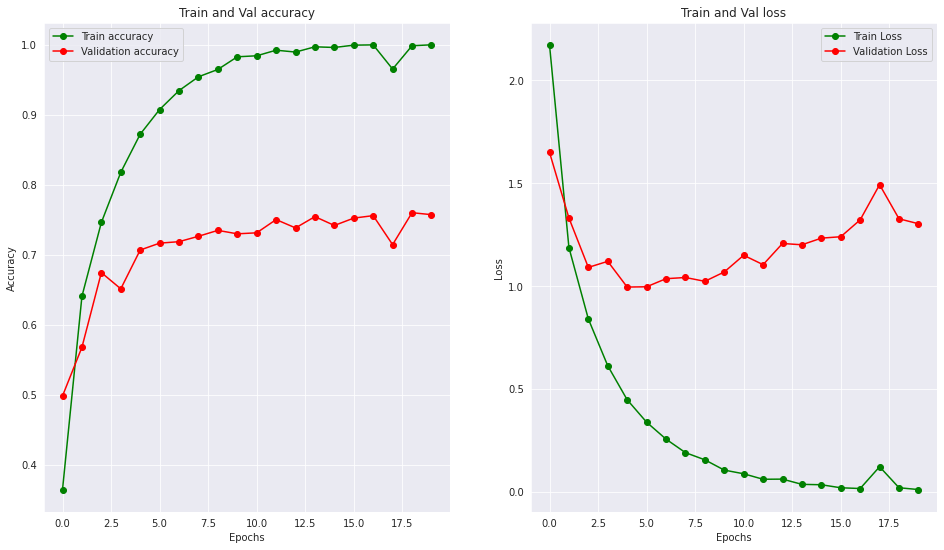 Train and Val accuracy
Train accuracy
Validation accuracy
1.0
0.9
0.8
0.7
0.6
0.5
0.4
Accuracy
0.0 2.5 5.0 7.5 10.0 12.5 15.0 17.5
Epochs
Train and Val loss
Train Loss
Validation Loss
2.0
1.5
1.0
0.5
0.0
Loss
0.0 2.5 5.0 7.5 10.0 12.5 15.0 17.5
Epochs